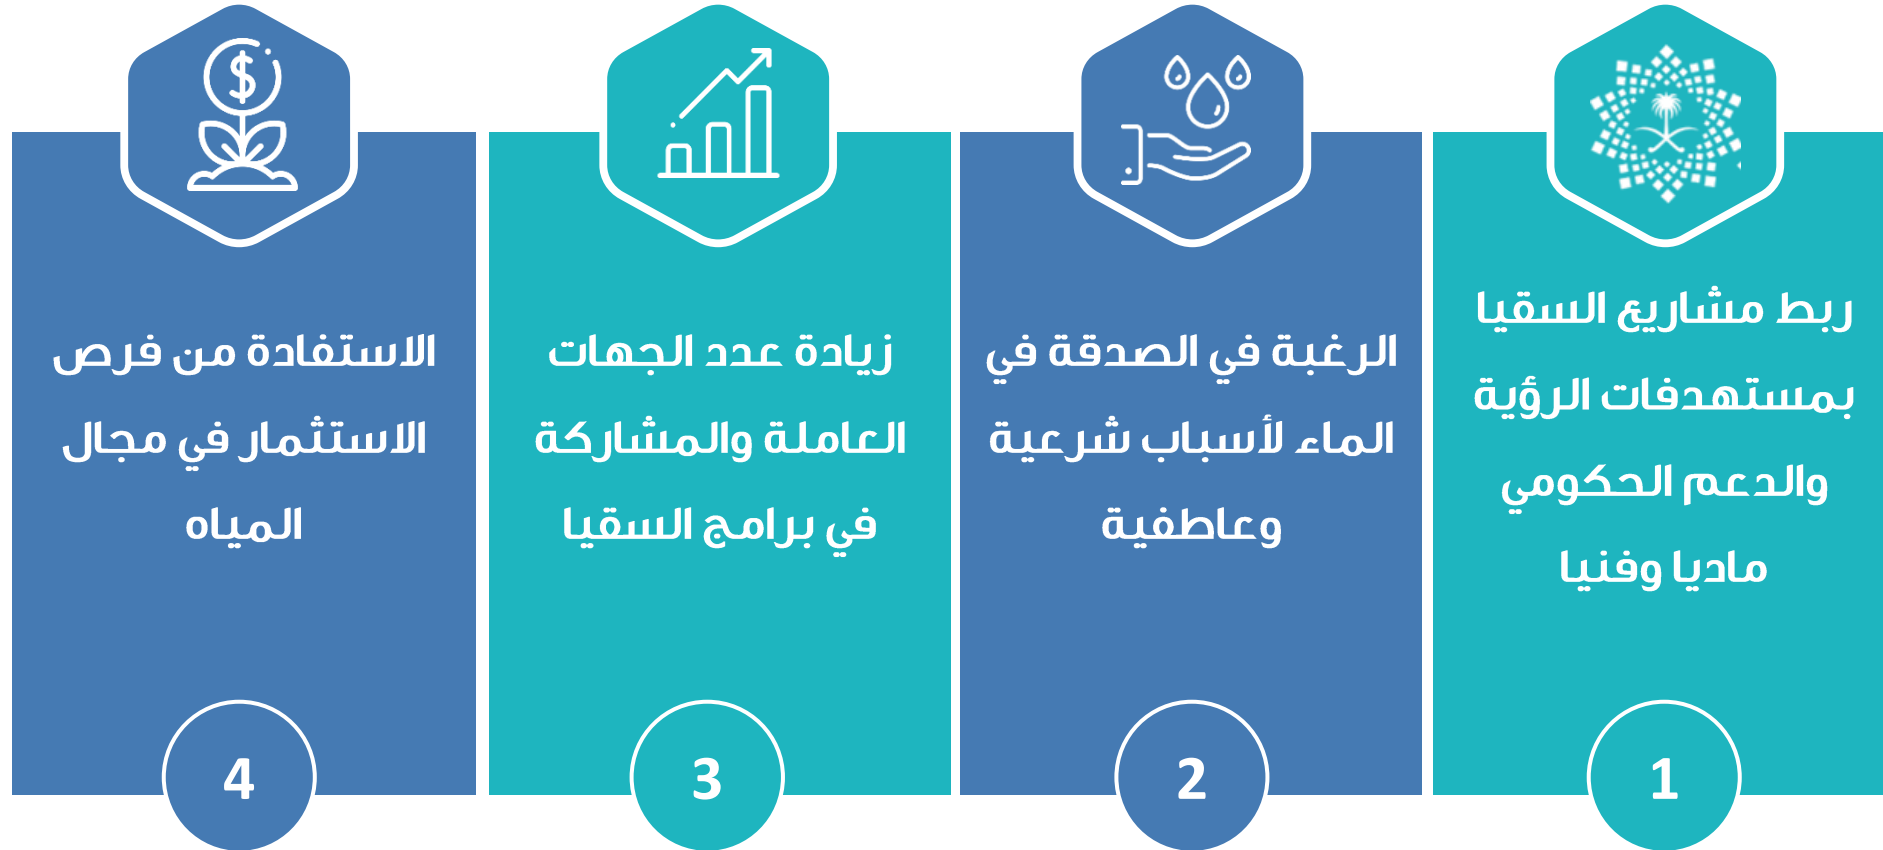 ربط مشاريع السقيا
بمستهدفات الرؤية
والدعم الحكومي
ماديا وفنيا
1
الرغبة في الصدقة في
الماء لأسباب شرعية
وعاطفية
2
زيادة عدد الجهات
العاملة والمشاركة
في برامج السقيا
3
الاستفادة من فرص
الاستثمار في مجال
المياه
4